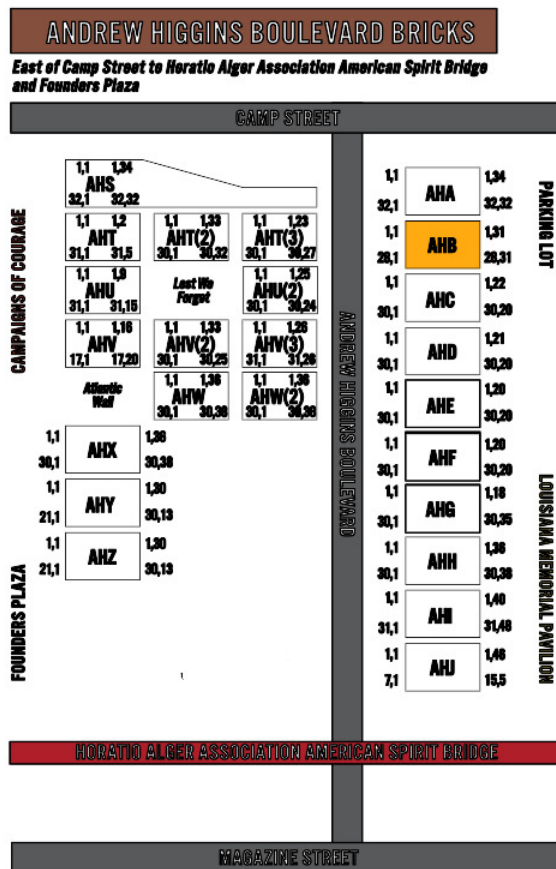 ANDREW HIGGINS BOULEVARD BRICKS
East of Camp Street to Horatio Alger Association American Spirit Bridge
and Founders Plaza
CAMP STREET
CAMPAIGNS OF COURAGE
FOUNDERS PLAZA
1,1 1,34
AHS
32,1 32,32
1,1 1,2
AHT
31,1 31,5
1,1 1,33
AHT(2)
30,1 30,32
1,1 1,23
AHT(3)
30,1 30,27
1,1 1,9
AHU
31,1 31,15
Lest We
Forget
1,1 1,25
AHU(2)
30,1 30,24
1,1 1,16
AHV
17,1 17,20
1,1 1,33
AHV(2)
30,1 30,25
1,1 1,26
AHV(3)
31,1 31,26
Atlantic
Wall
1,1 1,36
AHW
30,1 30,38
1,1 1,36
AHW(2)
30,1 30,38
1,1 1,36
AHX
30,1 30,38
1,1 1,30
AHY
21,1 30,13
1,1 1,30
AHZ
21,1 30,13
ANDREW HIGGINS BOULEVARD
1,1 1,34
AHA
32,1 32,32
1,1 1,31
AHB
28,1 28,31
1,1 1,22
AHC
30,1 30,20
1,1 1,21
AHD
30,1 30,20
1,1 1,20
AHE
30,1 30,20
1,1 1,20
AHF
30,1 30,20
1,1 1,18
AHG
30,1 30,35
1,1 1,36
AHH
30,1 30,38
1,1 1,40
AHI
31,1 31,48
1,1 1,46
AHJ
7,1 15,5
PARKING LOT
LOUISIANA MEMORIAL PAVILION
HORATIO ALGER ASSOCIATION AMERICAN SPIRIT BRIDGE
MAGAZINE STREET